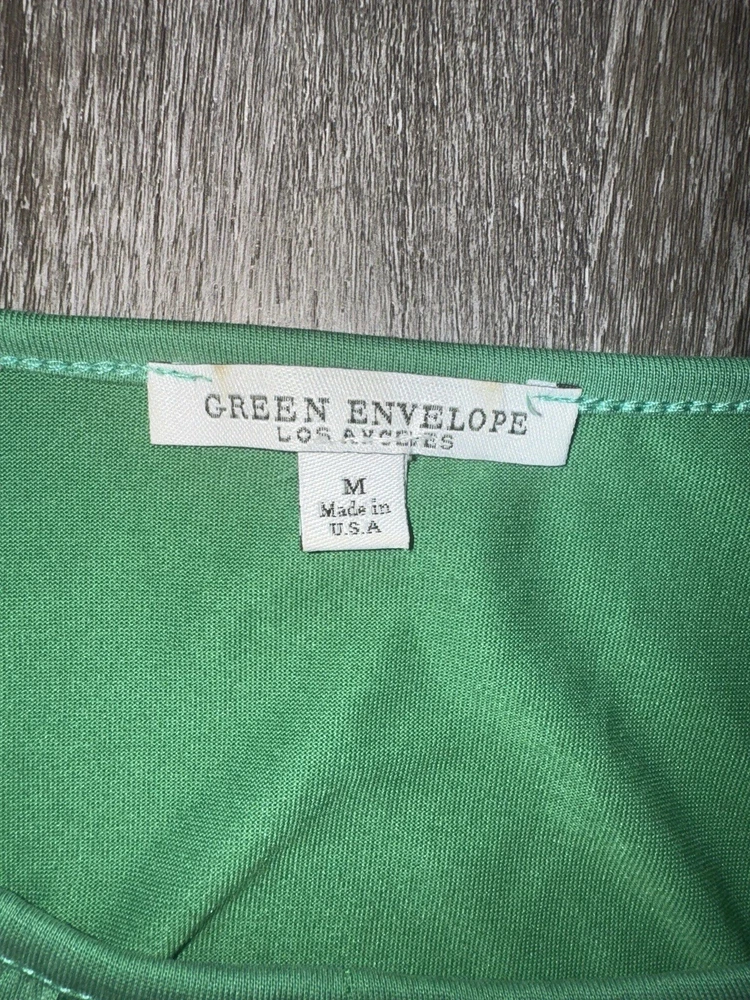 GREEN ENVELOPE
LOS ANGELES
M
Made in
U.S.A